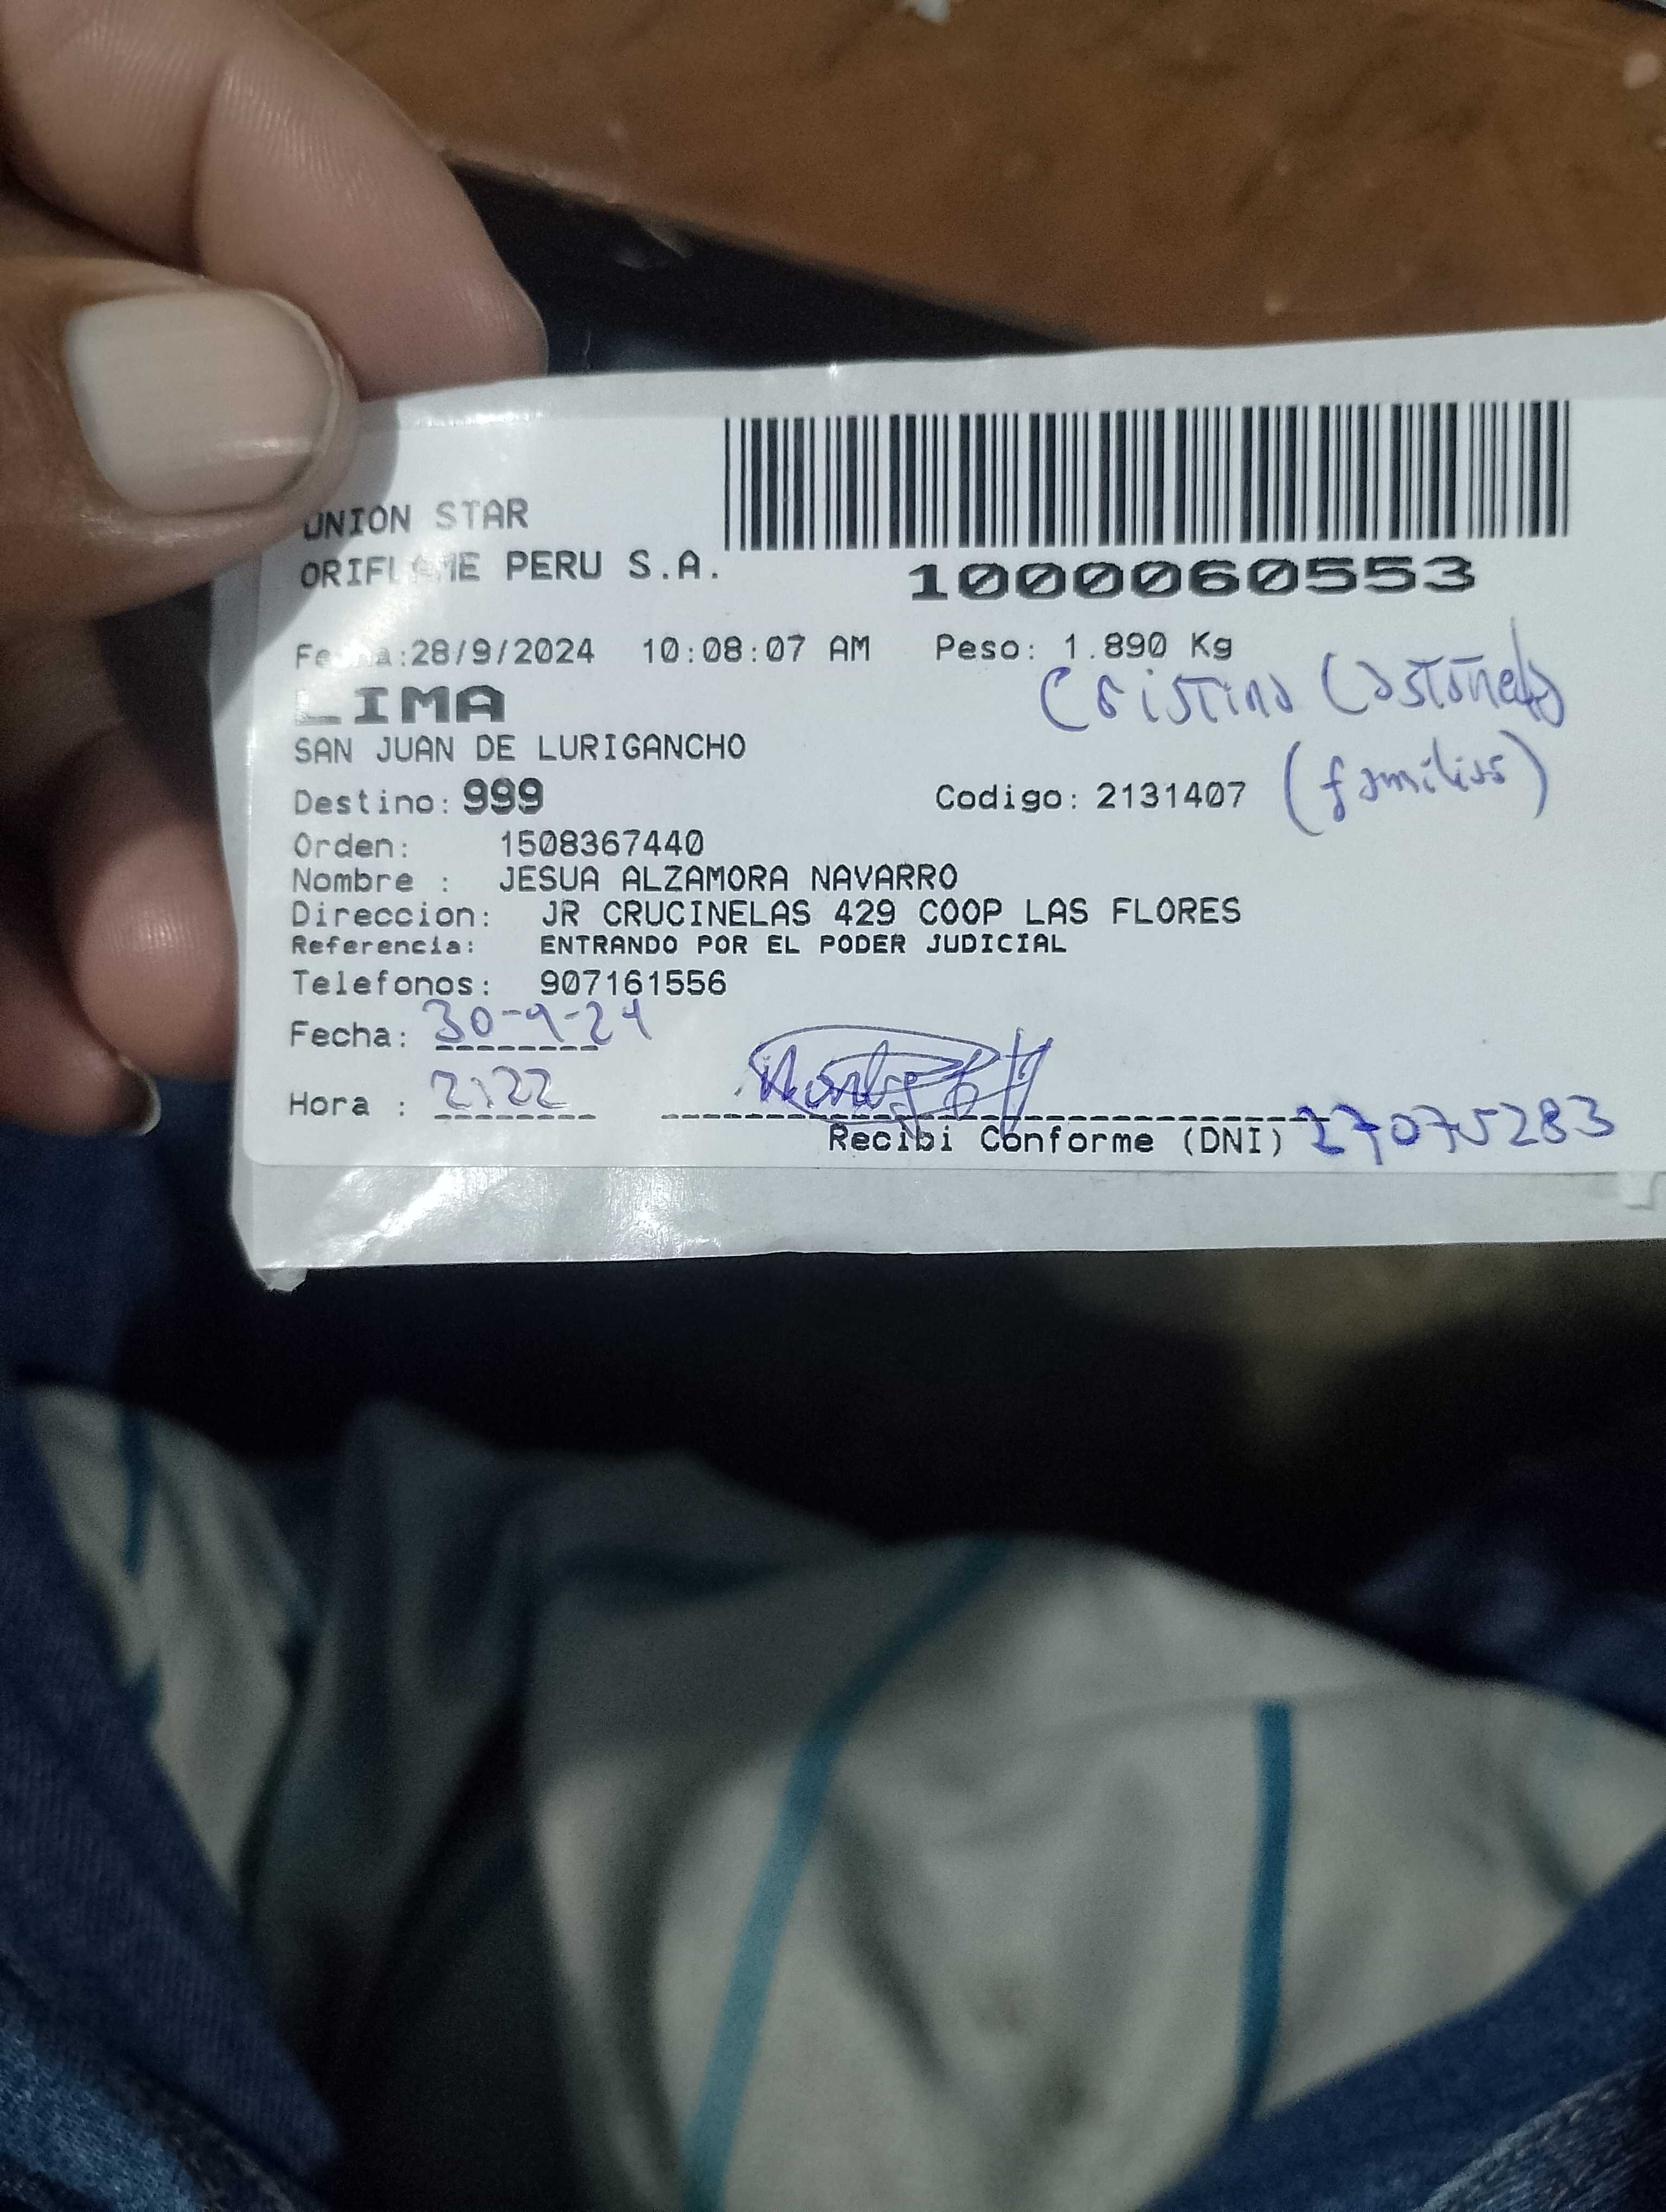 UNION STAR
ORIFLAME PERU S.A.
1000060553
Fecha:28/9/2024 10:08:07 AM Peso: 1.890 Kg
LIMA
Cristina Castañeda
SAN JUAN DE LURIGANCHO
(familiar)
Destino: 999 Codigo: 2131407
Orden: 1508367440
Nombre : JESUA ALZAMORA NAVARRO
Direccion: JR CRUCINELAS 429 COOP LAS FLORES
Referencia: ENTRANDO POR EL PODER JUDICIAL
Telefonos: 907161556
Fecha: 30-9-24
Hora : 2:22
Recibi Conforme (DNI) 27075283